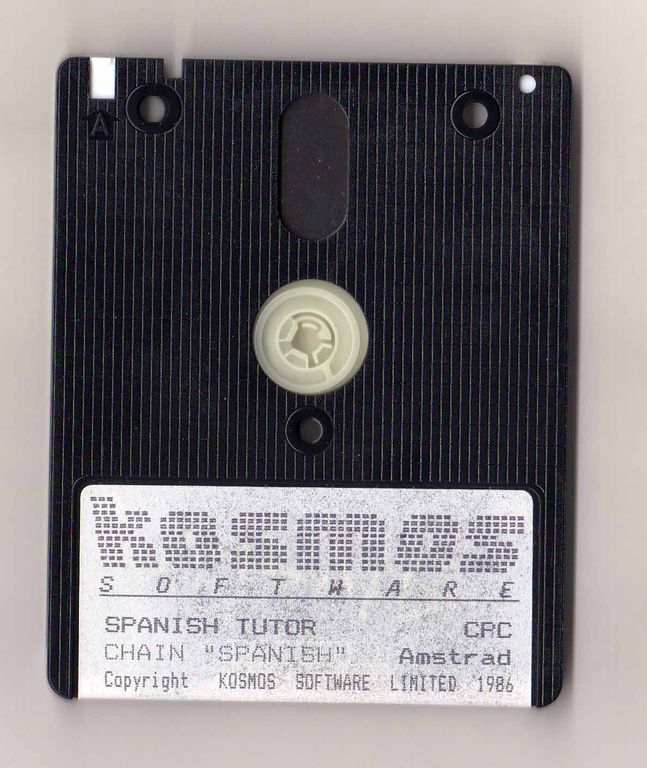 A
kosmos
SOFTWARE
SPANISH TUTOR CPC
CHAIN "SPANISH" Amstrad
Copyright KOSMOS SOFTWARE LIMITED 1986